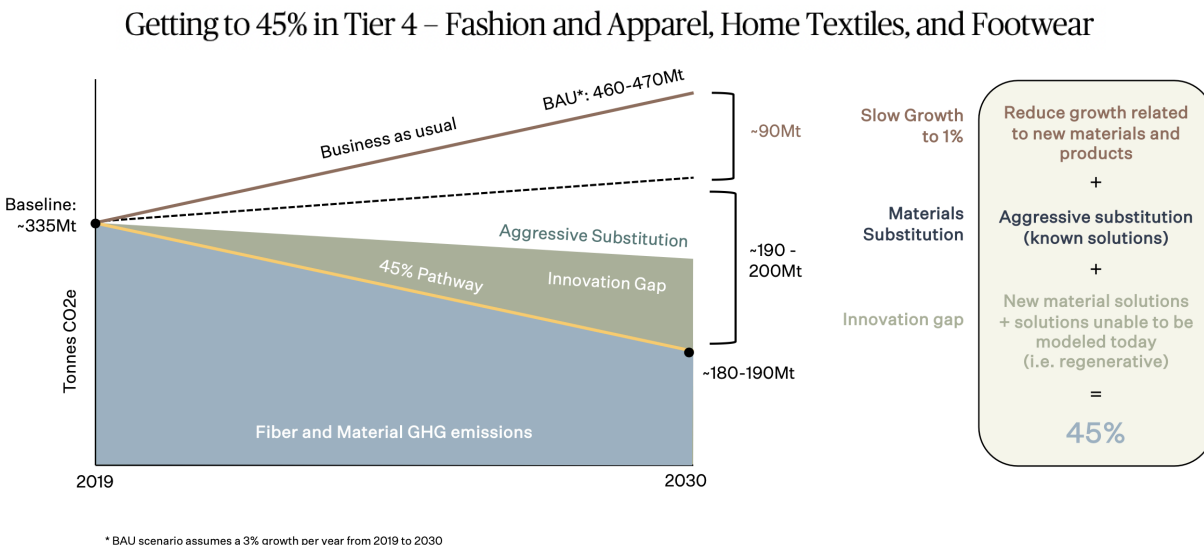 Getting to 45% in Tier 4 – Fashion and Apparel, Home Textiles, and Footwear
BAU*: 460-470Mt
Business as usual
~90Mt
Baseline:
~335Mt
Aggressive Substitution
~190 -
200Mt
45% Pathway
Innovation Gap
Tonnes CO2e
~180-190Mt
Fiber and Material GHG emissions
2019
2030
Slow Growth
to 1%
Reduce growth related
to new materials and
products
+
Materials
Substitution
Aggressive substitution
(known solutions)
+
Innovation gap
New material solutions
+ solutions unable to be
modeled today
(i.e. regenerative)
=
45%
* BAU scenario assumes a 3% growth per year from 2019 to 2030